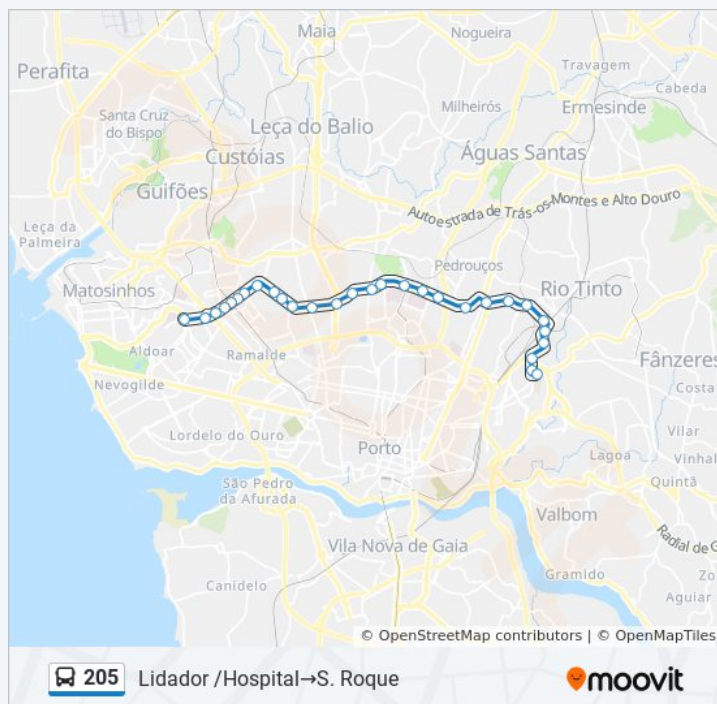 Maia
Nogueira
Perafita
Travagem
Cabeda
Santa Cruz
do Bispo
Milheirós
Ermesinde
Leça do Balio
Custóias
Águas Santas
Guifões
Autoestrada de Trás-os-Montes e Alto Douro
Leça da
Palmeira
Pedrouços
Matosinhos
Rio Tinto
Aldoar
Ramalde
Fânzeres
Nevogilde
Costa
Lordelo do Ouro
Porto
Vilar
Lagoa
Vinhal
São Pedro
da Afurada
Quintã
Valbom
Radial de G
Vila Nova de Gaia
Gramido
Zo
Canidelo
Aguiar
© OpenStreetMap contributors | © OpenMapTiles
205 Lidador /Hospital→S. Roque
moovit